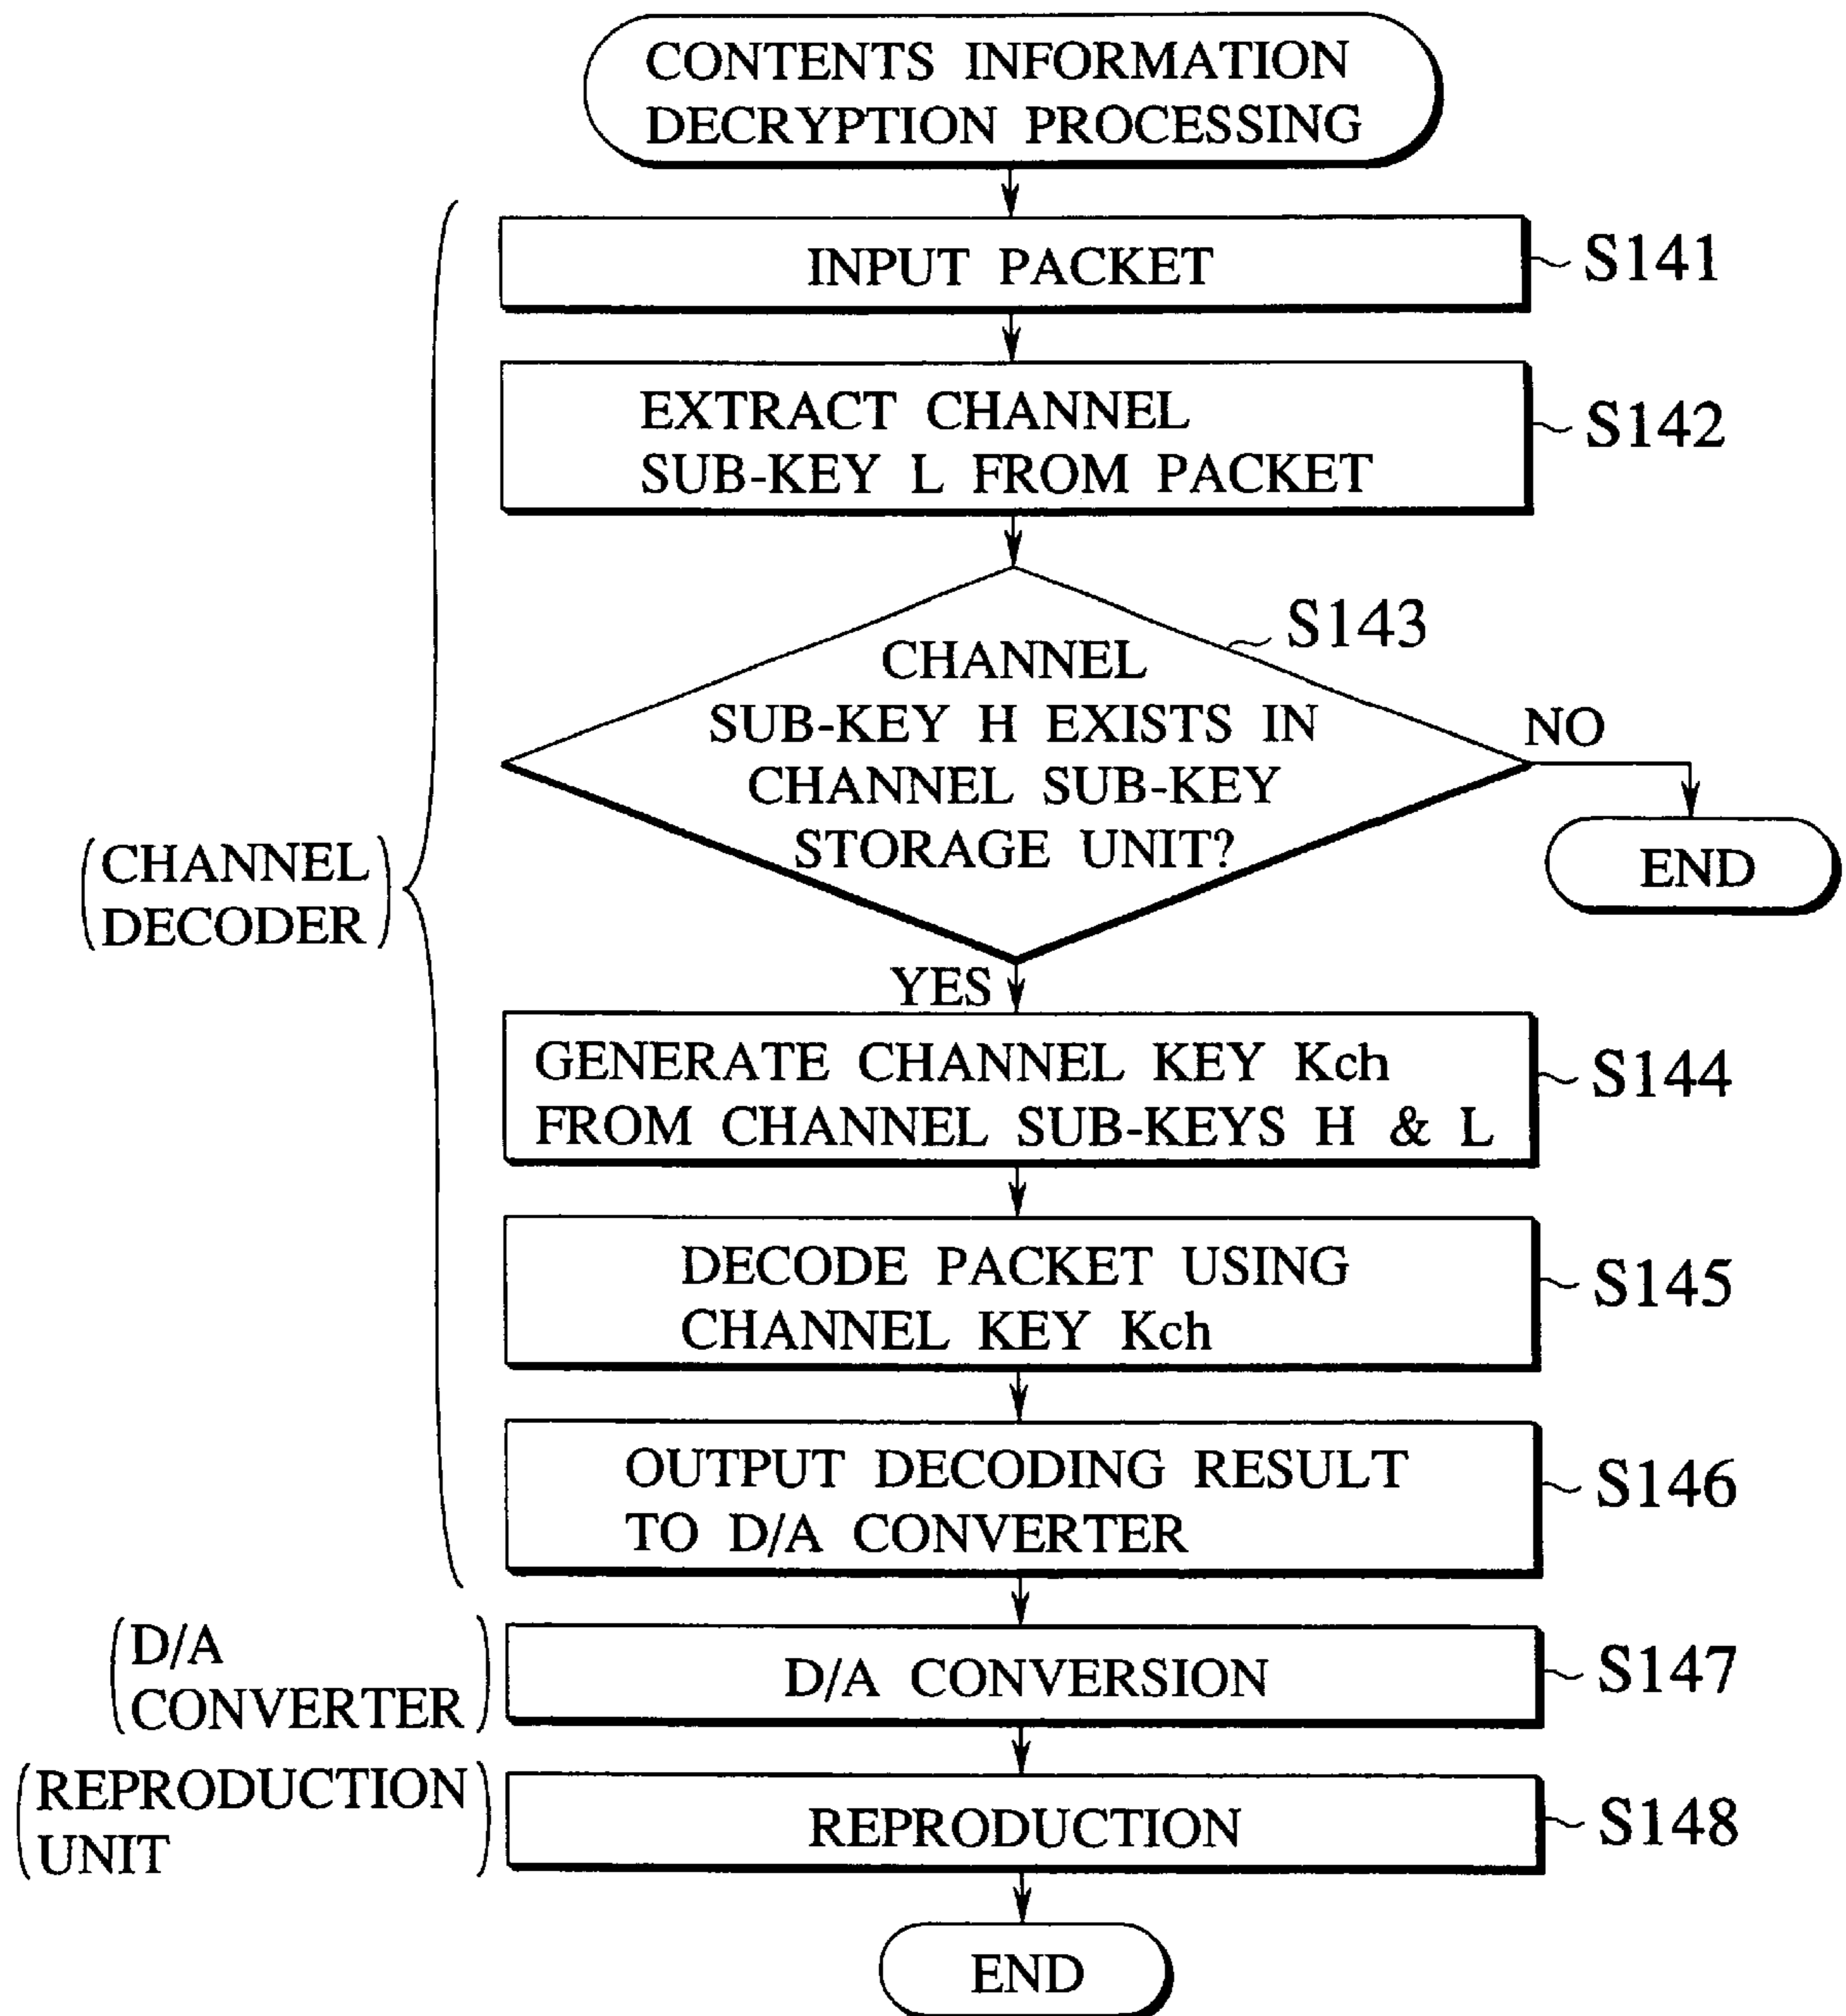 CONTENTS INFORMATION
DECRYPTION PROCESSING
INPUT PACKET
S141
EXTRACT CHANNEL
SUB-KEY L FROM PACKET
S142
S143
CHANNEL
SUB-KEY H EXISTS IN
CHANNEL SUB-KEY
STORAGE UNIT?
NO
END
(CHANNEL
DECODER)
YES
GENERATE CHANNEL KEY Kch
FROM CHANNEL SUB-KEYS H & L
S144
DECODE PACKET USING
CHANNEL KEY Kch
S145
OUTPUT DECODING RESULT
TO D/A CONVERTER
S146
(D/A
CONVERTER)
D/A CONVERSION
S147
(REPRODUCTION
UNIT)
REPRODUCTION
S148
END